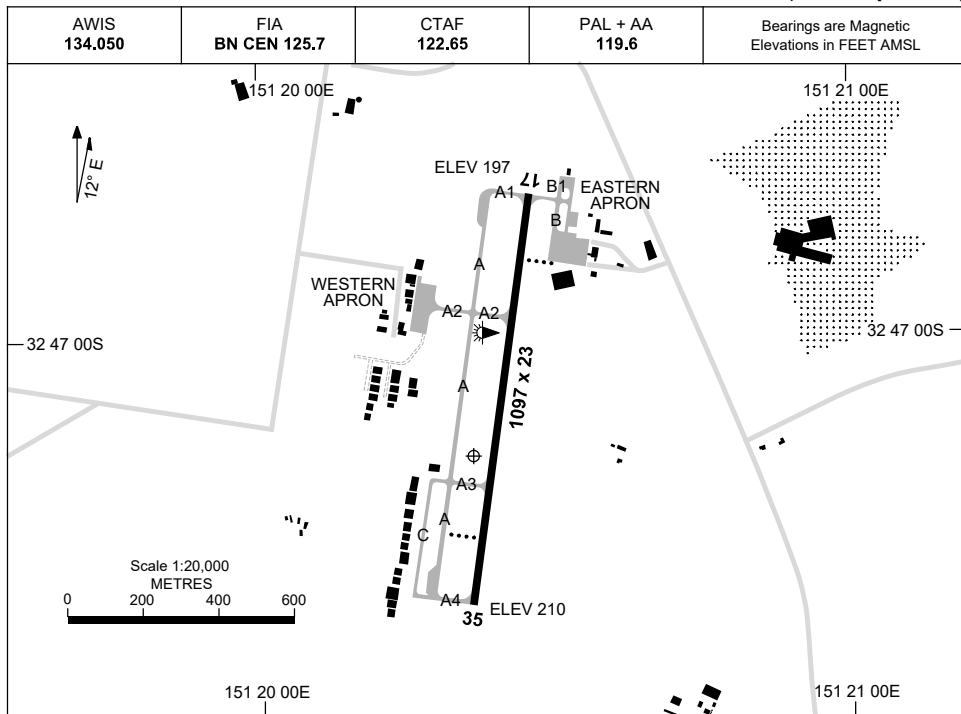 AWIS
134.050
FIA
BN CEN 125.7
CTAF
122.65
PAL + AA
119.6
Bearings are Magnetic
Elevations in FEET AMSL
151 20 00E
151 21 00E
12° E
ELEV 197
17
A1
B1
EASTERN
APRON
B
A
WESTERN
APRON
A2
A2
32 47 00S
32 47 00S
1097 x 23
A
A3
A
C
Scale 1:20,000
METRES
0 200 400 600
A4
35
ELEV 210
151 20 00E
151 21 00E